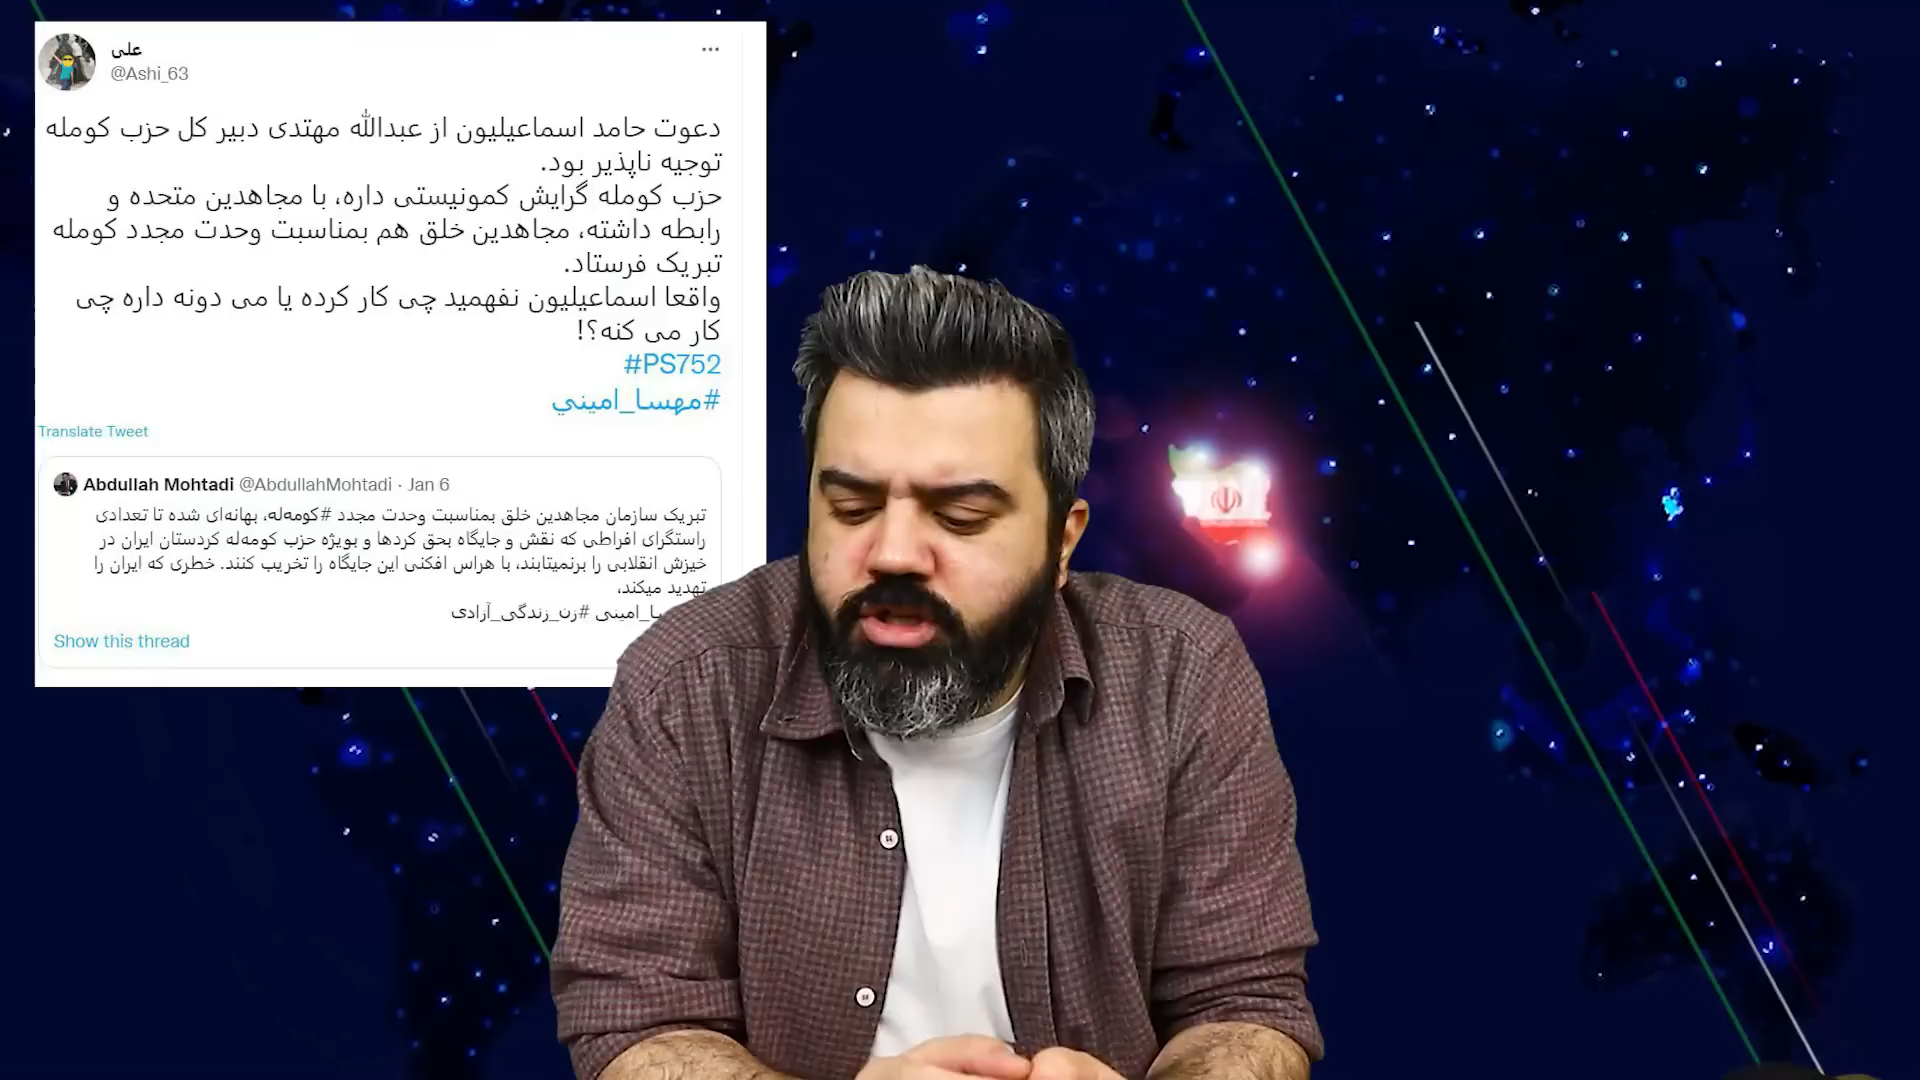 علی
@Ashi_63
دعوت حامد اسماعیلیون از عبدالله مهتدی دبیر کل حزب کومله
توجیه ناپذیر بود.
حزب کومله گرایش کمونیستی داره، با مجاهدین متحده و
رابطه داشته، مجاهدین خلق هم بمناسبت وحدت مجدد کومله
تبریک فرستاد.
واقعا اسماعیلیون نفهمید چی کار کرده یا می دونه داره چی
کار می کنه؟!
#PS752
#مهسا_اميني
Translate Tweet
Abdullah Mohtadi @AbdullahMohtadi · Jan 6
تبریک سازمان مجاهدین خلق بمناسبت وحدت مجدد #کومه‌له، بهانه‌ای شده تا تعدادی
راستگرای افراطی که نقش و جایگاه بحق کردها و بویژه حزب کومه‌له کردستان ایران در
خیزش انقلابی را برنمیتابند، با هراس افکنی این جایگاه را تخریب کنند. خطری که ایران را
تهدید میکند،
سا_امینی #زن_زندگی_آزادی
Show this thread